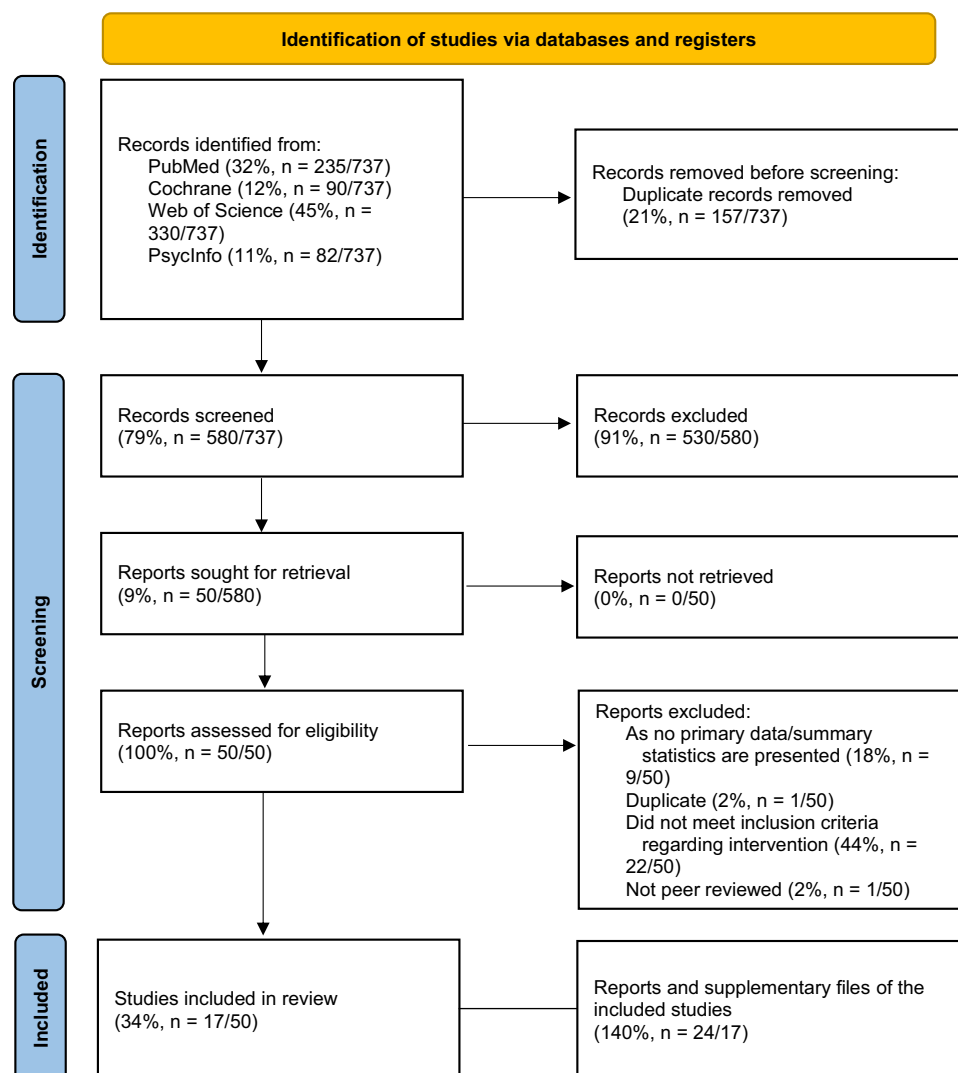 Identification of studies via databases and registers
Identification
Records identified from:
PubMed (32%, n = 235/737)
Cochrane (12%, n = 90/737)
Web of Science (45%, n =
330/737)
PsycInfo (11%, n = 82/737)
Records removed before screening:
Duplicate records removed
(21%, n = 157/737)
Screening
Records screened
(79%, n = 580/737)
Records excluded
(91%, n = 530/580)
Reports sought for retrieval
(9%, n = 50/580)
Reports not retrieved
(0%, n = 0/50)
Reports assessed for eligibility
(100%, n = 50/50)
Reports excluded:
As no primary data/summary
statistics are presented (18%, n =
9/50)
Duplicate (2%, n = 1/50)
Did not meet inclusion criteria
regarding intervention (44%, n =
22/50)
Not peer reviewed (2%, n = 1/50)
Included
Studies included in review
(34%, n = 17/50)
Reports and supplementary files of the
included studies
(140%, n = 24/17)